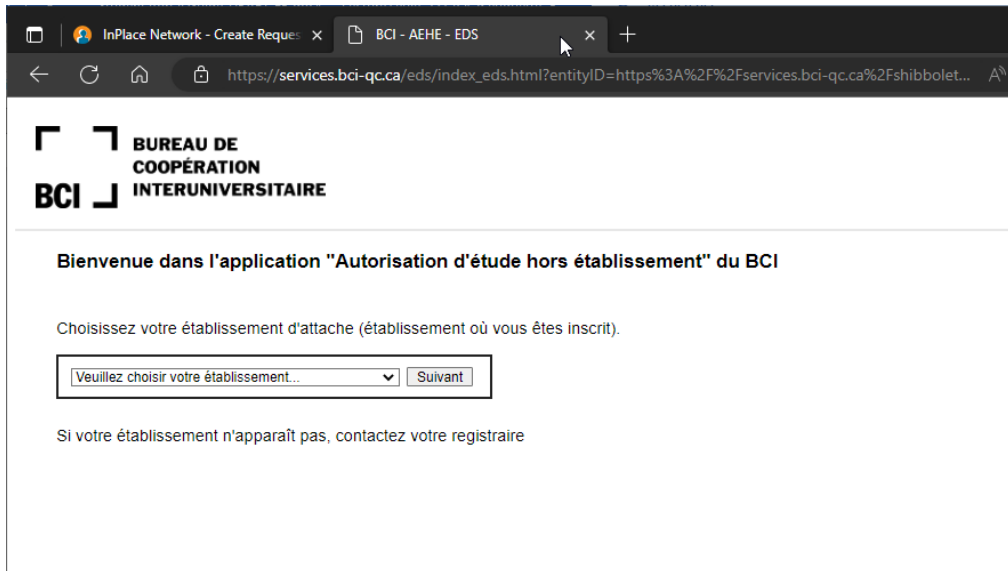 InPlace Network - Create Reques
BCI - AEHE - EDS
https://services.bci-qc.ca/eds/index_eds.html?entityID=https%3A%2F%2Fservices.bci-qc.ca%2Fshibbolet...
BUREAU DE
COOPÉRATION
BCI INTERUNIVERSITAIRE
Bienvenue dans l'application "Autorisation d'étude hors établissement" du BCI
Choisissez votre établissement d'attache (établissement où vous êtes inscrit).
Veuillez choisir votre établissement... Suivant
Si votre établissement n'apparaît pas, contactez votre registraire